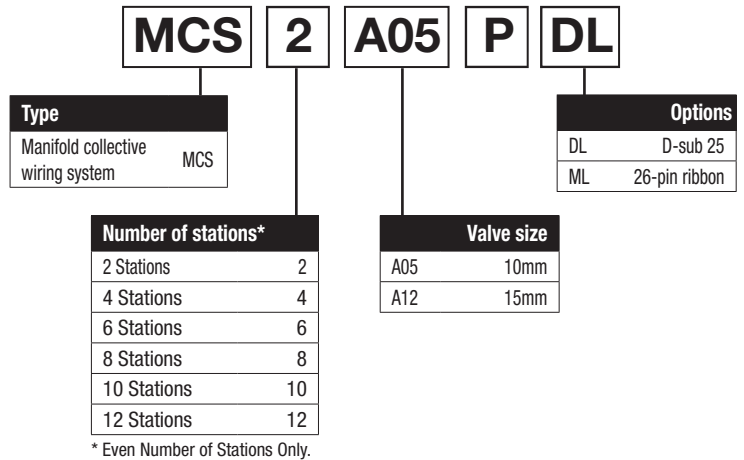 MCS 2 A05 P DL
Type
Manifold collective
wiring system MCS
Options
DL D-sub 25
ML 26-pin ribbon
Number of stations*
2 Stations 2
4 Stations 4
6 Stations 6
8 Stations 8
10 Stations 10
12 Stations 12
* Even Number of Stations Only.
Valve size
A05 10mm
A12 15mm